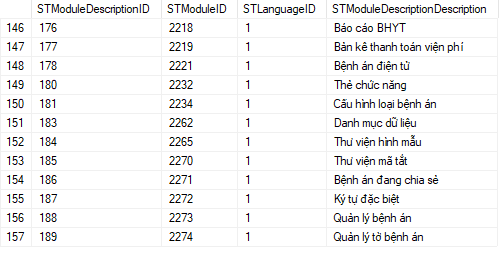 STModuleDescriptionID STModuleID STLanguageID STModuleDescriptionDescription
146 176 2218 1 Báo cáo BHYT
147 177 2219 1 Bản kê thanh toán viện phí
148 178 2221 1 Bệnh án điện tử
149 180 2232 1 Thẻ chức năng
150 181 2234 1 Cấu hình loại bệnh án
151 183 2262 1 Danh mục dữ liệu
152 184 2265 1 Thư viện hình mẫu
153 185 2270 1 Thư viện mã tắt
154 186 2271 1 Bệnh án đang chia sẻ
155 187 2272 1 Ký tự đặc biệt
156 188 2273 1 Quản lý bệnh án
157 189 2274 1 Quản lý tờ bệnh án